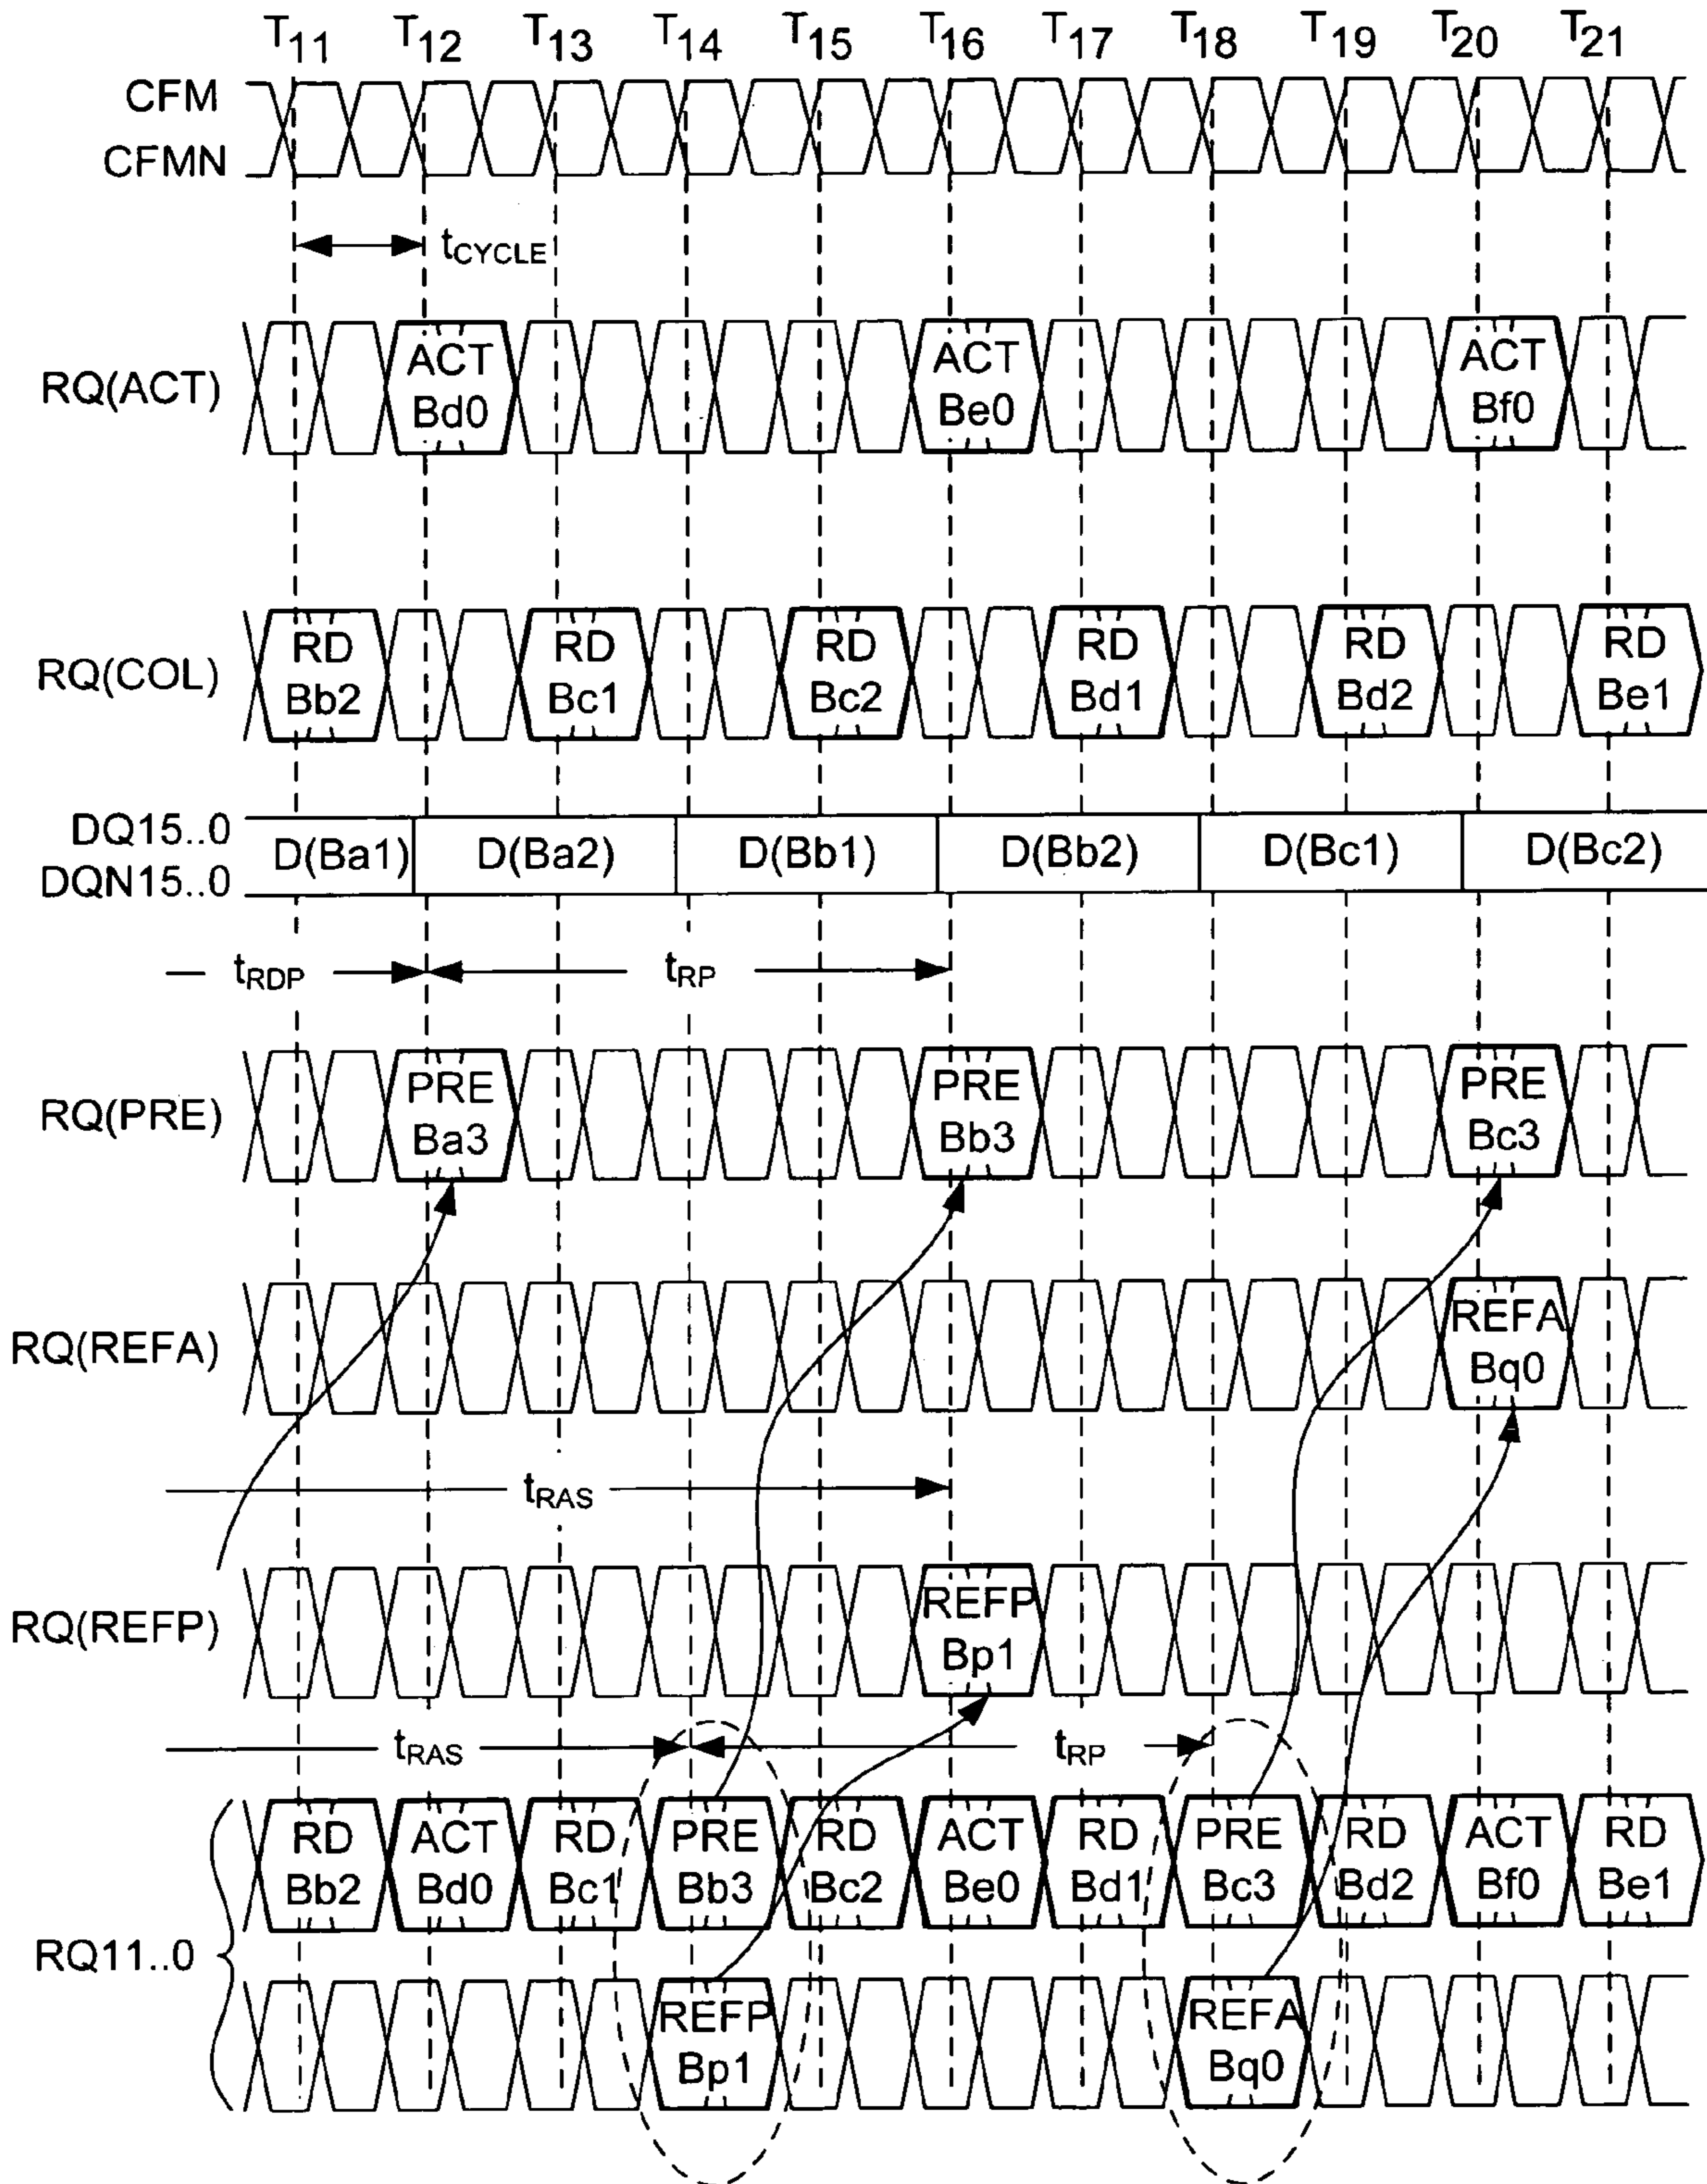 T11 T12 T13 T14 T15 T16 T17 T18 T19 T20 T21
CFM
CFMN
tCYCLE
RQ(ACT)
ACT Bd0
ACT Be0
ACT Bf0
RQ(COL)
RD Bb2
RD Bc1
RD Bc2
RD Bd1
RD Bd2
RD Be1
DQ15..0
DQN15..0
D(Ba1) D(Ba2) D(Bb1) D(Bb2) D(Bc1) D(Bc2)
tRDP tRP
RQ(PRE)
PRE Ba3
PRE Bb3
PRE Bc3
RQ(REFA)
REFA Bq0
tRAS
RQ(REFP)
REFP Bp1
tRAS tRP
RQ11..0
RD Bb2
ACT Bd0
RD Bc1
PRE Bb3
RD Bc2
ACT Be0
RD Bd1
PRE Bc3
RD Bd2
ACT Bf0
RD Be1
REFP Bp1
REFA Bq0